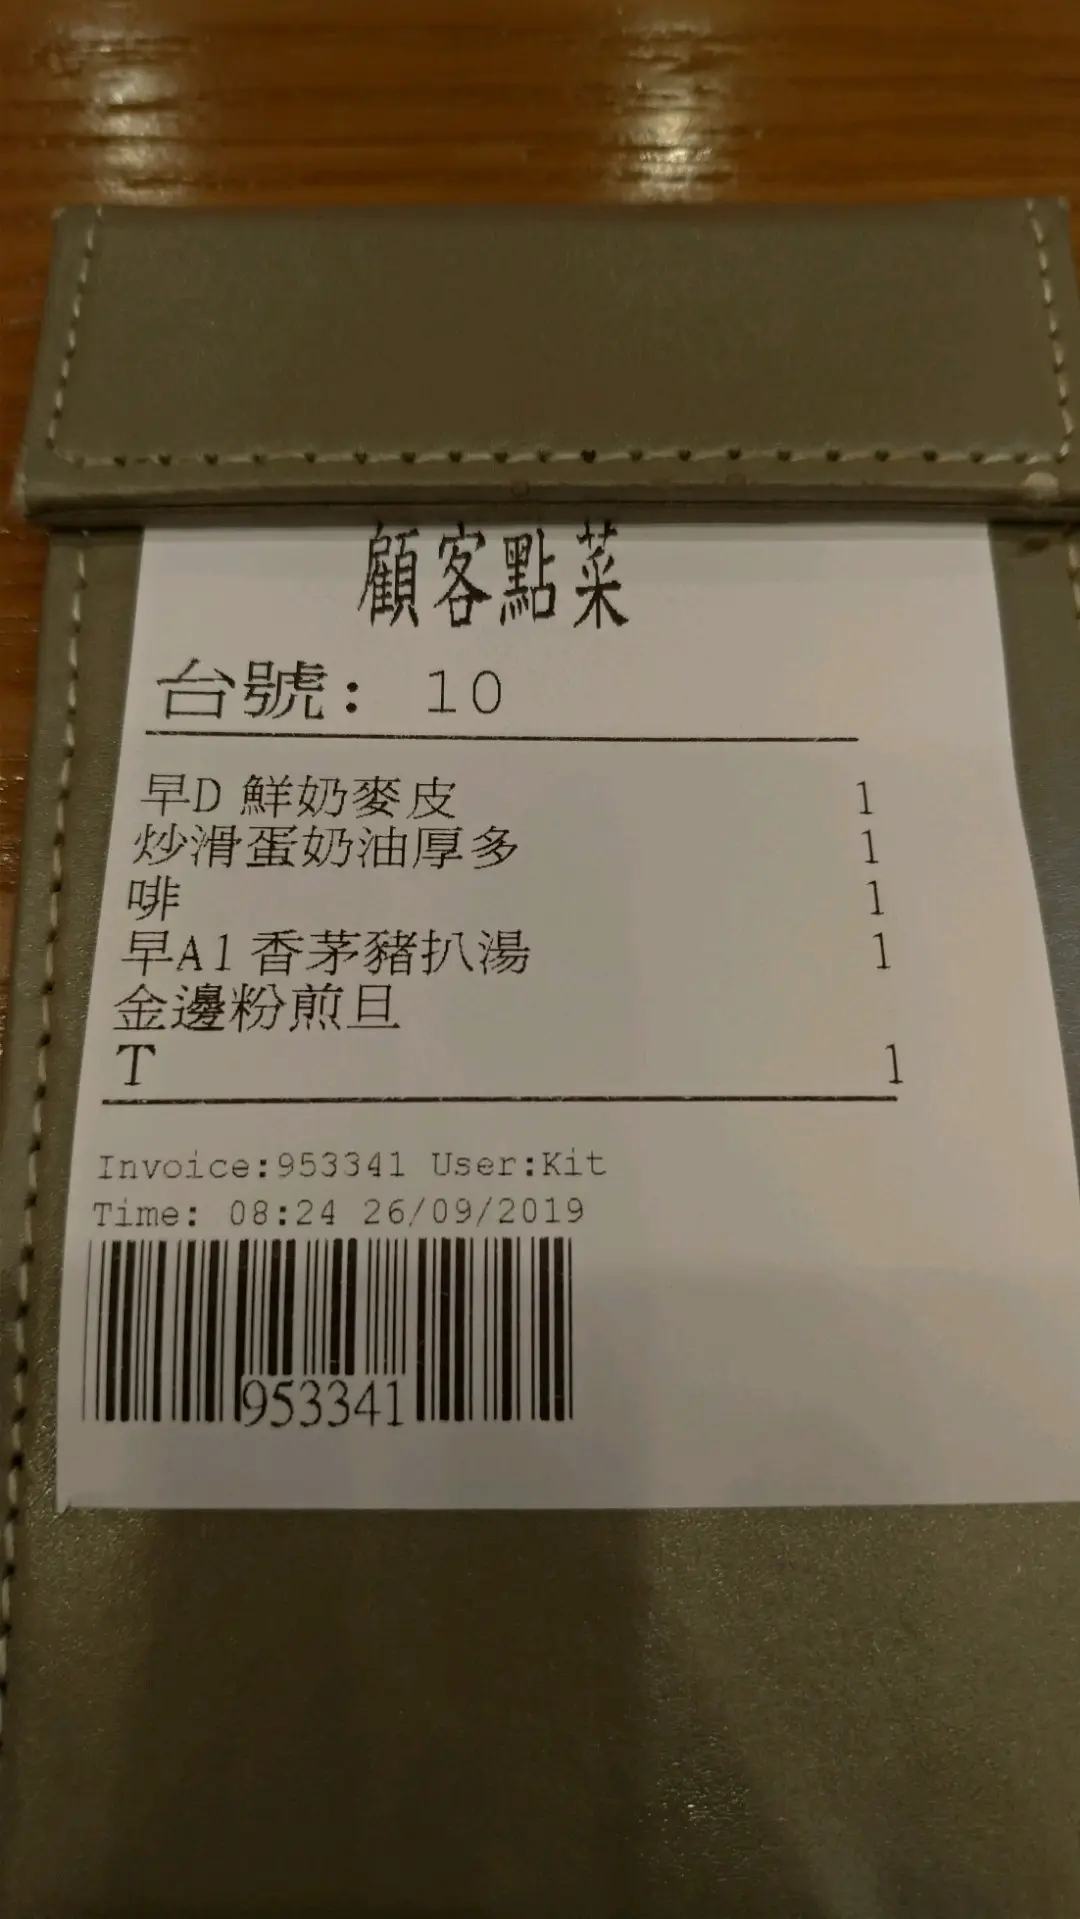 顧客點菜
台號: 10
早D 鮮奶麥皮 1
炒滑蛋奶油厚多 1
啡 1
早A1 香茅豬扒湯 1
金邊粉煎旦
T 1
Invoice:953341 User:Kit
Time: 08:24 26/09/2019
953341